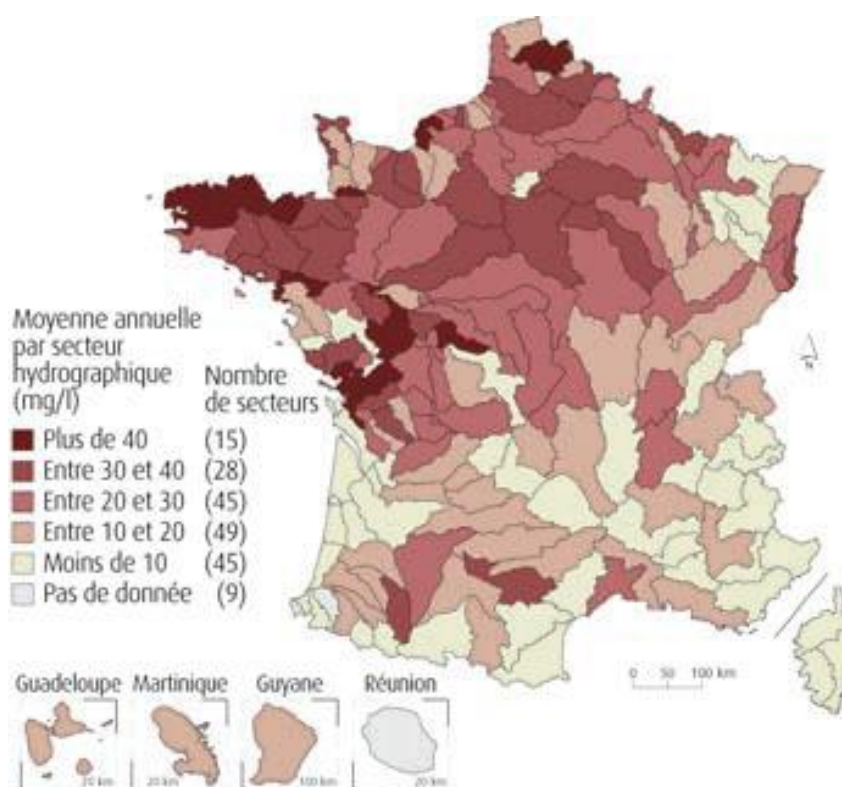 Moyenne annuelle
par secteur
hydrographique
(mg/l)
Nombre
de secteurs
Plus de 40 (15)
Entre 30 et 40 (28)
Entre 20 et 30 (45)
Entre 10 et 20 (49)
Moins de 10 (45)
Pas de donnée (9)
N
0 50 100 km
Guadeloupe
20 km
Martinique
20 km
Guyane
100 km
Réunion
20 km